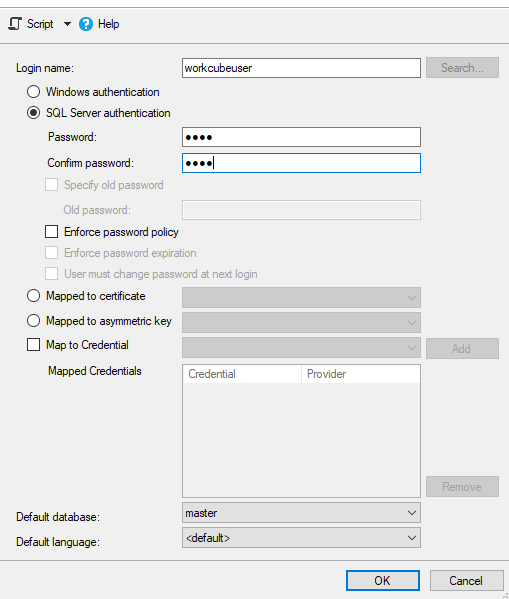 Script Help
Login name: workcubeuser Search...
Windows authentication
SQL Server authentication
Password: ●●●●
Confirm password: ●●●●
Specify old password
Old password:
Enforce password policy
Enforce password expiration
User must change password at next login
Mapped to certificate
Mapped to asymmetric key
Map to Credential Add
Mapped Credentials Credential Provider
Remove
Default database: master
Default language: <default>
OK Cancel